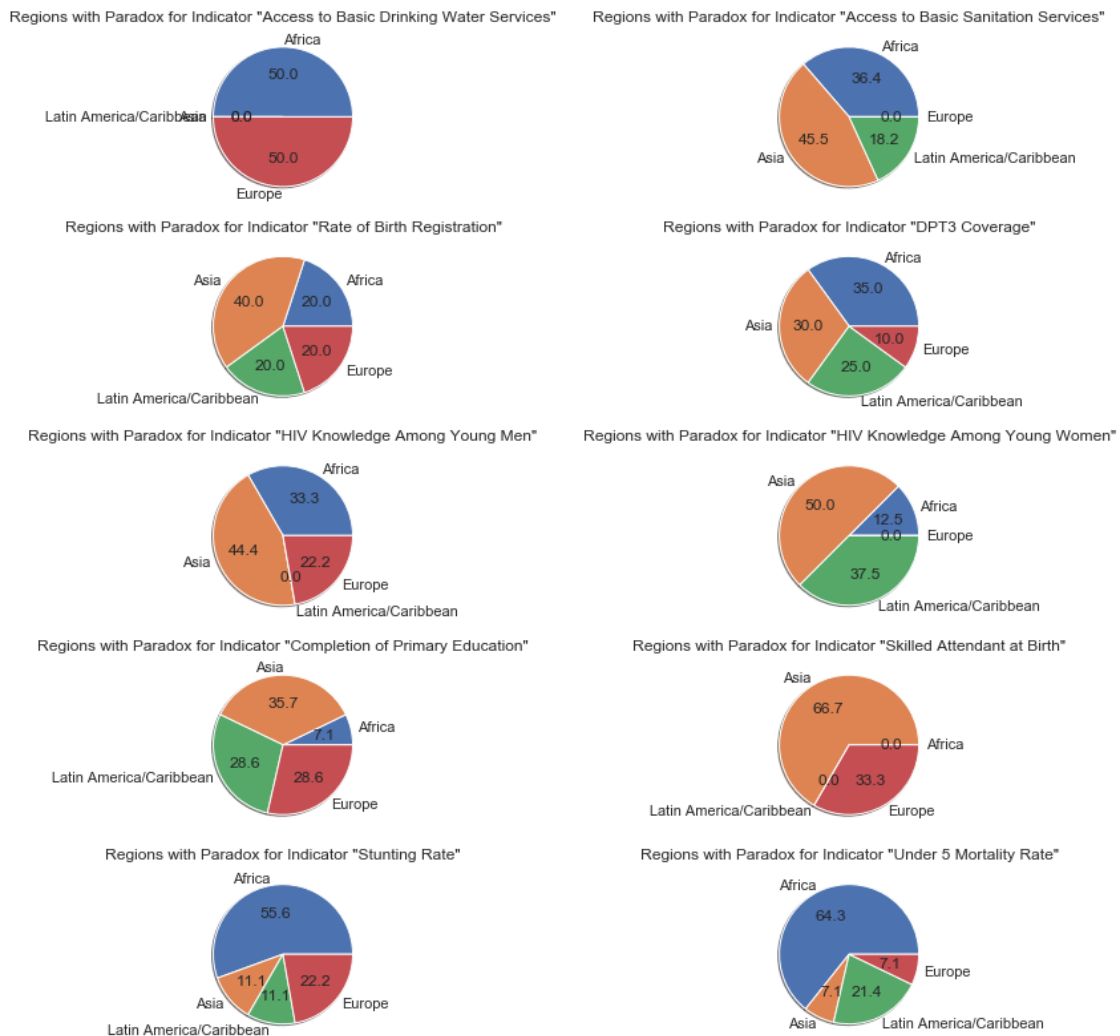 Regions with Paradox for Indicator "Access to Basic Drinking Water Services"
Africa
50.0
Latin America/Caribbean
Asia
0.0
50.0
Europe
Regions with Paradox for Indicator "Access to Basic Sanitation Services"
Africa
36.4
0.0
Europe
45.5
18.2
Asia
Latin America/Caribbean
Regions with Paradox for Indicator "Rate of Birth Registration"
Asia
Africa
40.0
20.0
20.0
20.0
Europe
Latin America/Caribbean
Regions with Paradox for Indicator "DPT3 Coverage"
Africa
35.0
Asia
30.0
10.0
Europe
25.0
Latin America/Caribbean
Regions with Paradox for Indicator "HIV Knowledge Among Young Men"
Africa
33.3
44.4
22.2
Asia
0.0
Europe
Latin America/Caribbean
Regions with Paradox for Indicator "HIV Knowledge Among Young Women"
Asia
50.0
Africa
12.5
0.0
Europe
37.5
Latin America/Caribbean
Regions with Paradox for Indicator "Completion of Primary Education"
Asia
35.7
Africa
7.1
28.6
Latin America/Caribbean
28.6
Europe
Regions with Paradox for Indicator "Skilled Attendant at Birth"
Asia
66.7
0.0
Africa
0.0
33.3
Latin America/Caribbean
Europe
Regions with Paradox for Indicator "Stunting Rate"
Africa
55.6
11.1
22.2
Asia
11.1
Europe
Latin America/Caribbean
Regions with Paradox for Indicator "Under 5 Mortality Rate"
Africa
64.3
7.1
Europe
7.1
21.4
Asia
Latin America/Caribbean